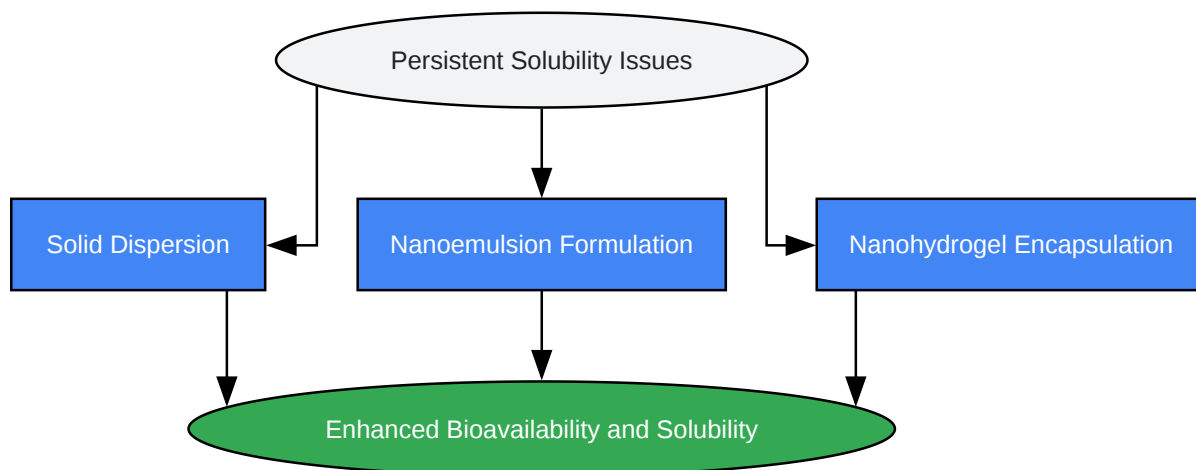 Persistent Solubility Issues
Solid Dispersion
Nanoemulsion Formulation
Nanohydrogel Encapsulation
Enhanced Bioavailability and Solubility